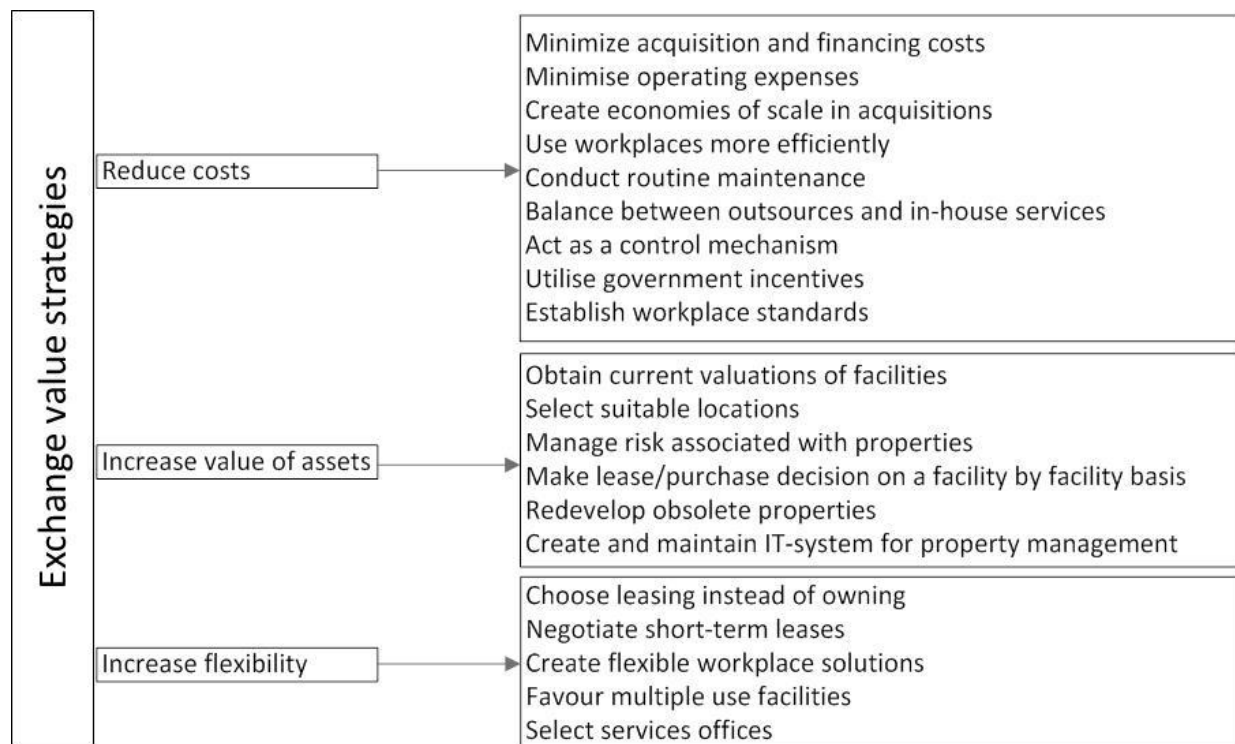 Exchange value strategies
Reduce costs
Minimize acquisition and financing costs
Minimise operating expenses
Create economies of scale in acquisitions
Use workplaces more efficiently
Conduct routine maintenance
Balance between outsources and in-house services
Act as a control mechanism
Utilise government incentives
Establish workplace standards
Increase value of assets
Obtain current valuations of facilities
Select suitable locations
Manage risk associated with properties
Make lease/purchase decision on a facility by facility basis
Redevelop obsolete properties
Create and maintain IT-system for property management
Increase flexibility
Choose leasing instead of owning
Negotiate short-term leases
Create flexible workplace solutions
Favour multiple use facilities
Select services offices